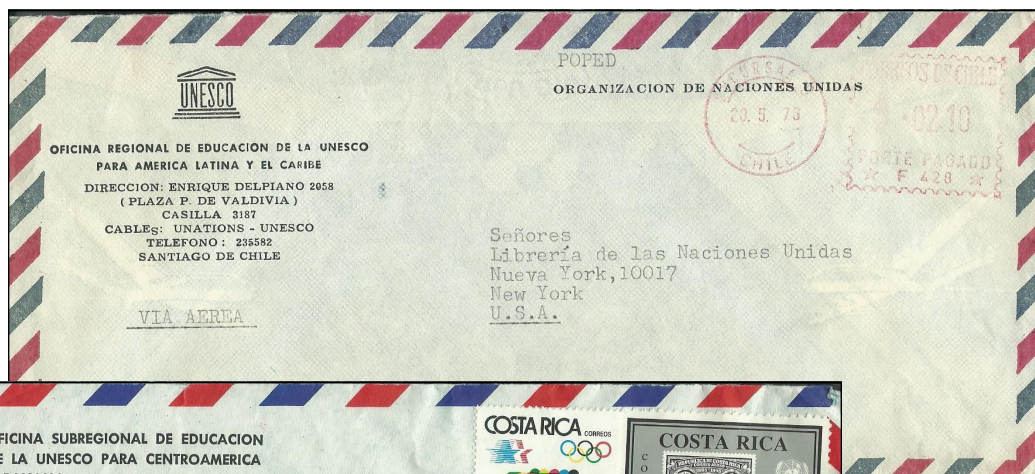 POPED
ORGANIZACION DE NACIONES UNIDAS
UNESCO
OFICINA REGIONAL DE EDUCACION DE LA UNESCO
PARA AMERICA LATINA Y EL CARIBE
DIRECCION: ENRIQUE DELPIANO 2058
( PLAZA P. DE VALDIVIA )
CASILLA 3187
CABLEs: UNATIONS - UNESCO
TELEFONO : 235582
SANTIAGO DE CHILE
VIA AEREA
CHILE
02.10
PORTE PAGADO
F 428
Señores
Librería de las Naciones Unidas
Nueva York,10017
New York
U.S.A.
FICINA SUBREGIONAL DE EDUCACION
E LA UNESCO PARA CENTROAMERICA
COSTA RICA
CORREOS
COSTA RICA